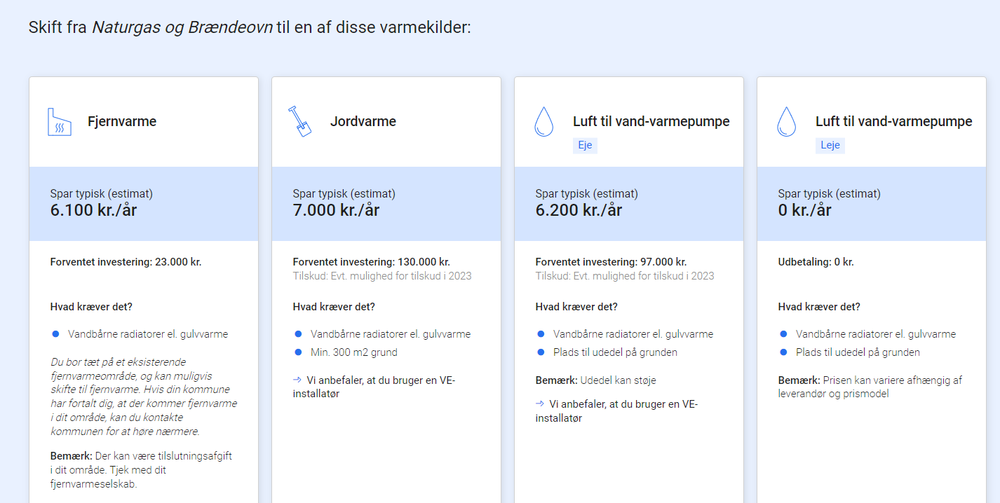 Skift fra Naturgas og Brændeovn til en af disse varmekilder:
Fjernvarme
Spar typisk (estimat)
6.100 kr./år
Forventet investering: 23.000 kr.
Hvad kræver det?
Vandbårne radiatorer el. gulvvarme
Du bor tæt på et eksisterende
fjernvarmeområde, og kan muligvis
skifte til fjernvarme. Hvis din kommune
har fortalt dig, at der kommer fjernvarme
i dit område, kan du kontakte
kommunen for at høre nærmere.
Bemærk: Der kan være tilslutningsafgift
i dit område. Tjek med dit
fjernvarmeselskab.
Jordvarme
Spar typisk (estimat)
7.000 kr./år
Forventet investering: 130.000 kr.
Tilskud: Evt. mulighed for tilskud i 2023
Hvad kræver det?
Vandbårne radiatorer el. gulvvarme
Min. 300 m2 grund
Vi anbefaler, at du bruger en VE-
installatør
Luft til vand-varmepumpe
Eje
Spar typisk (estimat)
6.200 kr./år
Forventet investering: 97.000 kr.
Tilskud: Evt. mulighed for tilskud i 2023
Hvad kræver det?
Vandbårne radiatorer el. gulvvarme
Plads til udedel på grunden
Bemærk: Udedel kan støje
Vi anbefaler, at du bruger en VE-
installatør
Luft til vand-varmepumpe
Leje
Spar typisk (estimat)
0 kr./år
Udbetaling: 0 kr.
Hvad kræver det?
Vandbårne radiatorer el. gulvvarme
Plads til udedel på grunden
Bemærk: Prisen kan variere afhængig af
leverandør og prismodel